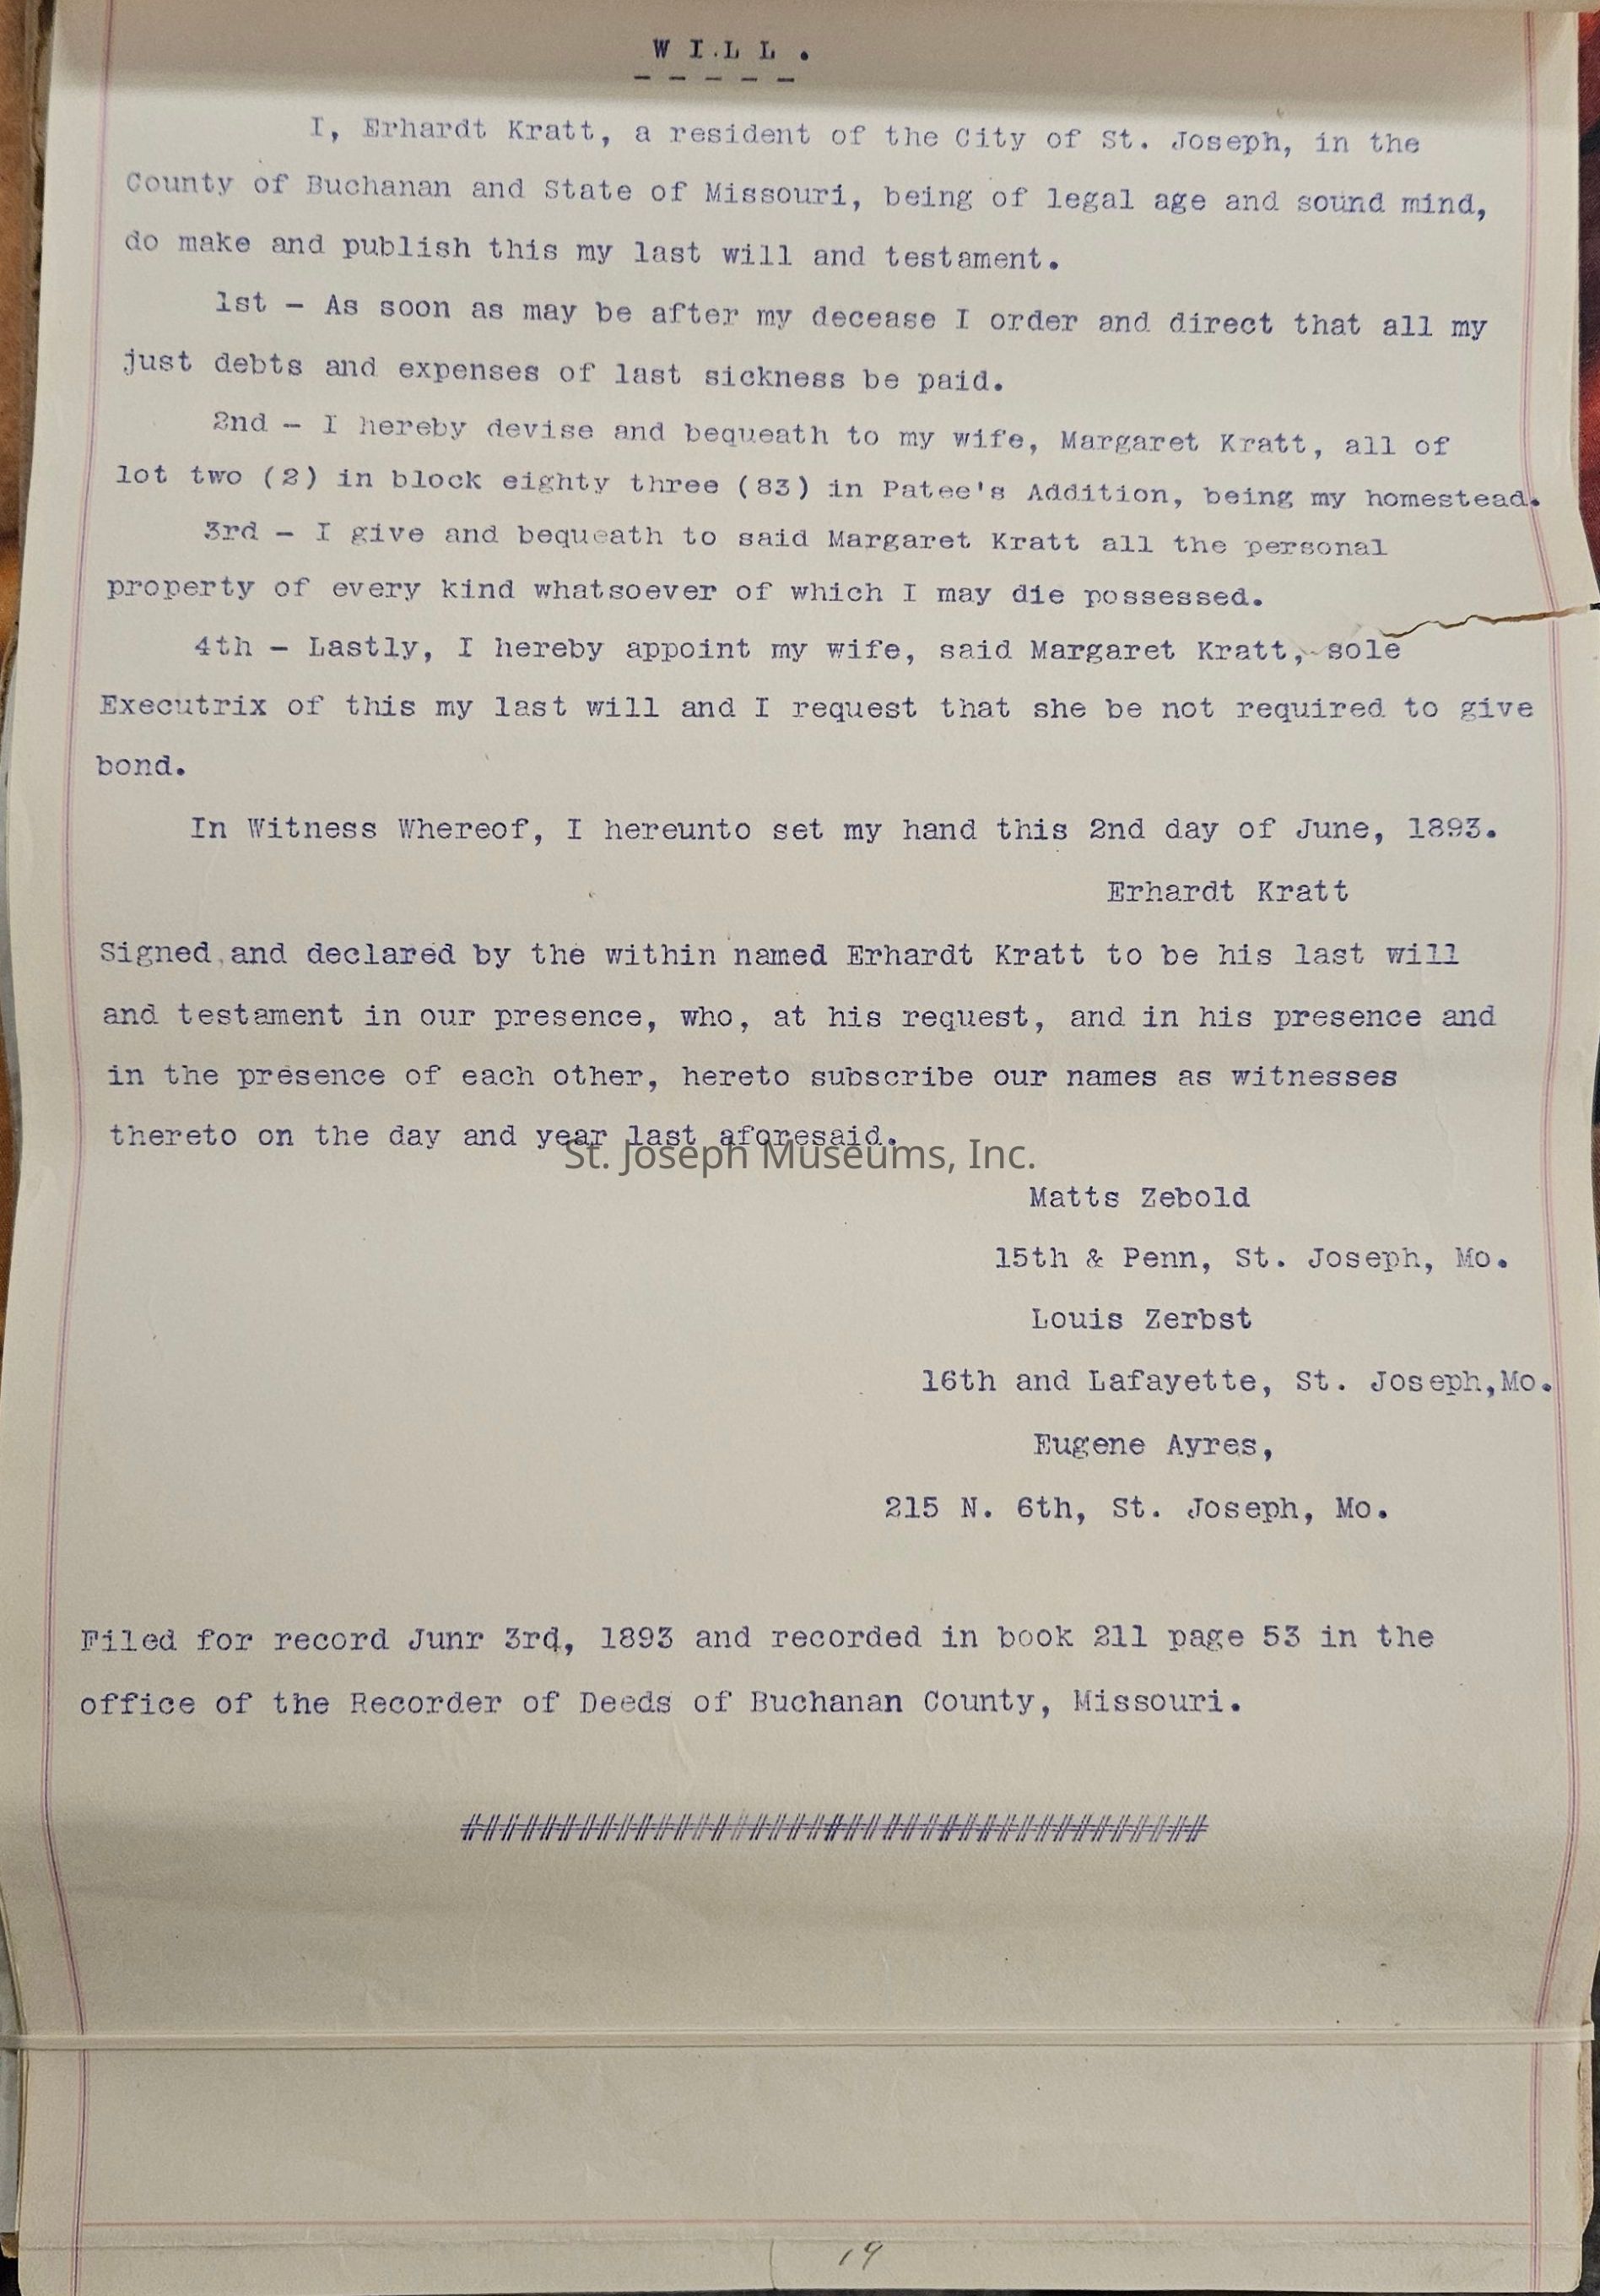 W I L L .
- - - - -
I, Erhardt Kratt, a resident of the City of St. Joseph, in the
County of Buchanan and State of Missouri, being of legal age and sound mind,
do make and publish this my last will and testament.
1st - As soon as may be after my decease I order and direct that all my
just debts and expenses of last sickness be paid.
2nd - I hereby devise and bequeath to my wife, Margaret Kratt, all of
lot two (2) in block eighty three (83) in Patee's Addition, being my homestead.
3rd - I give and bequeath to said Margaret Kratt all the personal
property of every kind whatsoever of which I may die possessed.
4th - Lastly, I hereby appoint my wife, said Margaret Kratt, sole
Executrix of this my last will and I request that she be not required to give
bond.
In Witness Whereof, I hereunto set my hand this 2nd day of June, 1893.
Erhardt Kratt
Signed and declared by the within named Erhardt Kratt to be his last will
and testament in our presence, who, at his request, and in his presence and
in the presence of each other, hereto subscribe our names as witnesses
thereto on the day and year last aforesaid.
St. Joseph Museums, Inc.
Matts Zebold
15th & Penn, St. Joseph, Mo.
Louis Zerbst
16th and Lafayette, St. Joseph,Mo.
Eugene Ayres,
215 N. 6th, St. Joseph, Mo.
Filed for record Junr 3rd, 1893 and recorded in book 211 page 53 in the
office of the Recorder of Deeds of Buchanan County, Missouri.
########################################
19